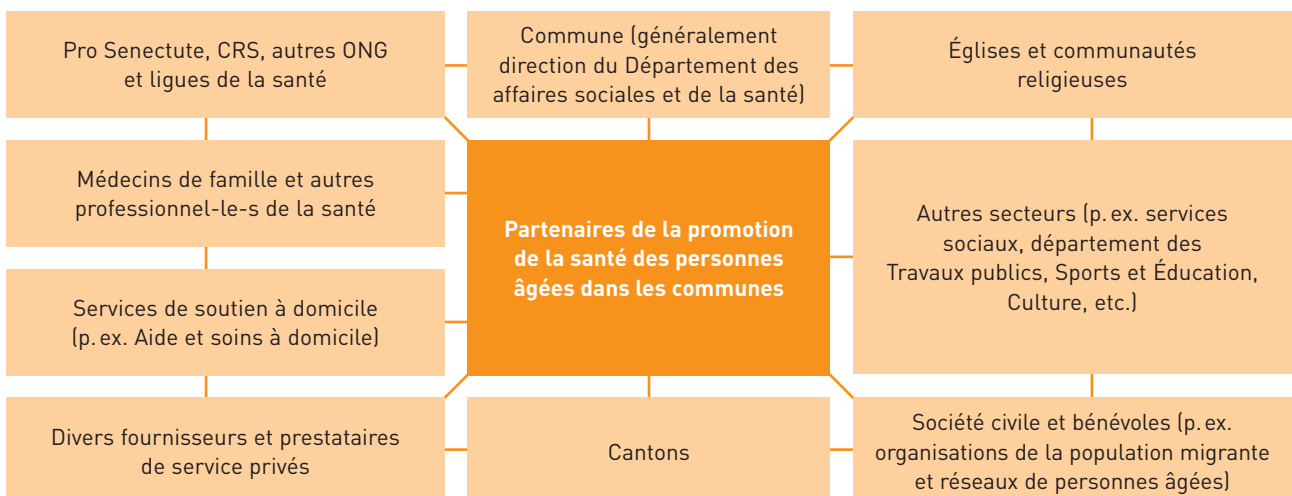 Pro Senectute, CRS, autres ONG
et ligues de la santé
Commune (généralement
direction du Département des
affaires sociales et de la santé)
Églises et communautés
religieuses
Médecins de famille et autres
professionnel-le-s de la santé
Partenaires de la promotion
de la santé des personnes
âgées dans les communes
Autres secteurs (p. ex. services
sociaux, département des
Travaux publics, Sports et Éducation,
Culture, etc.)
Services de soutien à domicile
(p. ex. Aide et soins à domicile)
Divers fournisseurs et prestataires
de service privés
Cantons
Société civile et bénévoles (p. ex.
organisations de la population migrante
et réseaux de personnes âgées)